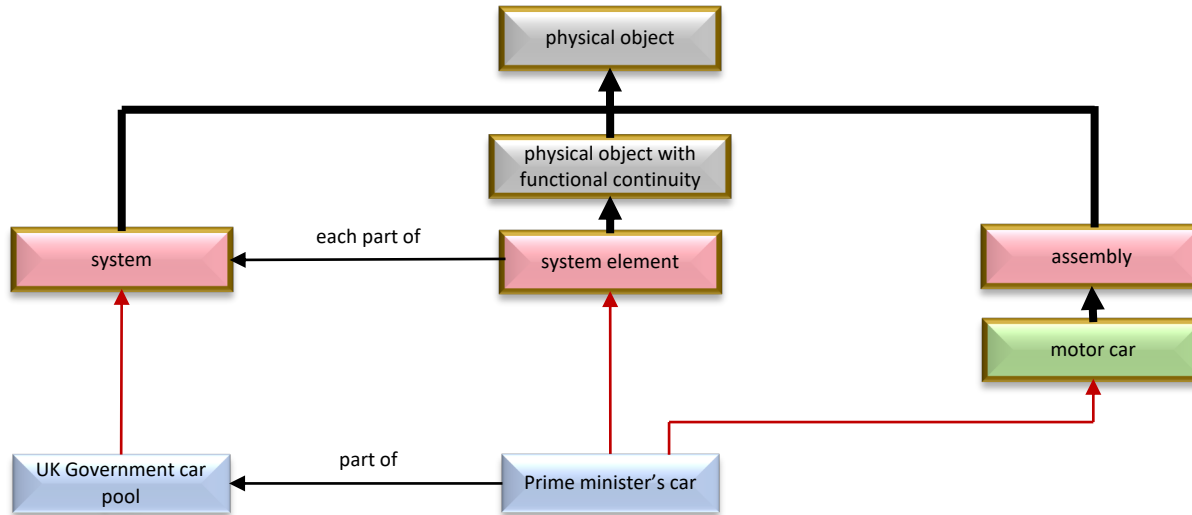 physical object
physical object with
functional continuity
each part of
system
system element
assembly
motor car
part of
UK Government car
pool
Prime minister’s car